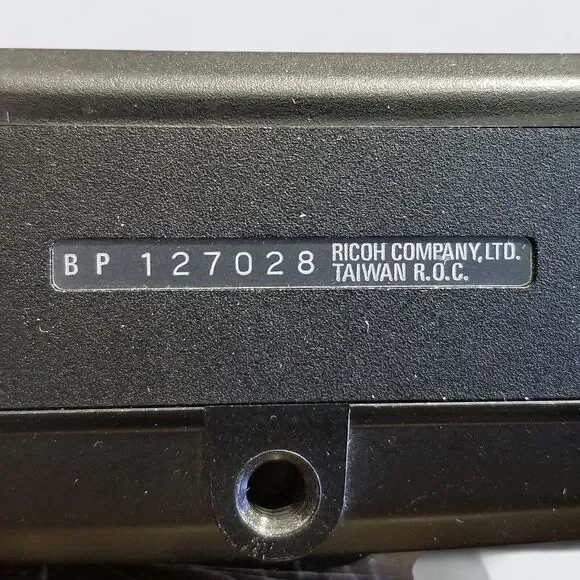 BP 127028 RICOH COMPANY, LTD.
TAIWAN R.O.C.